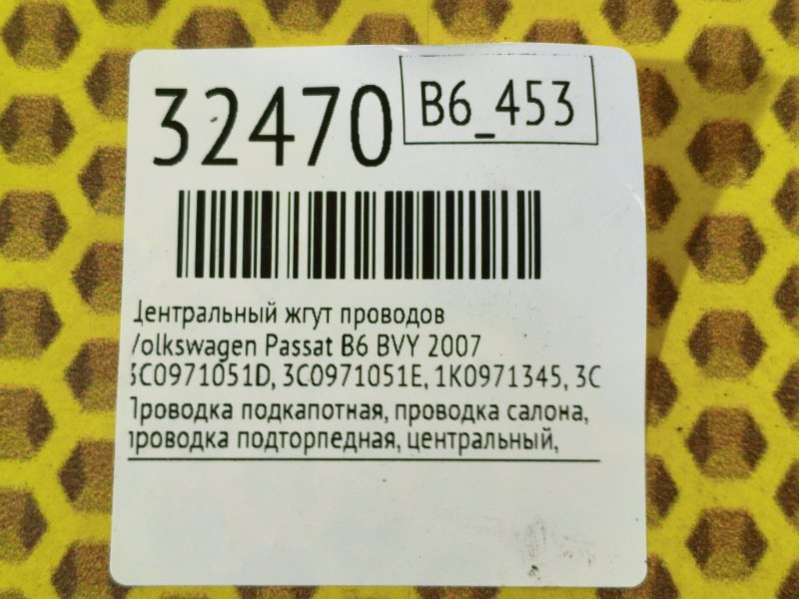 32470
B6_453
Центральный жгут проводов
Volkswagen Passat B6 BVY 2007
3C0971051D, 3C0971051E, 1K0971345, 3C
Проводка подкапотная, проводка салона,
проводка подторпедная, центральный,